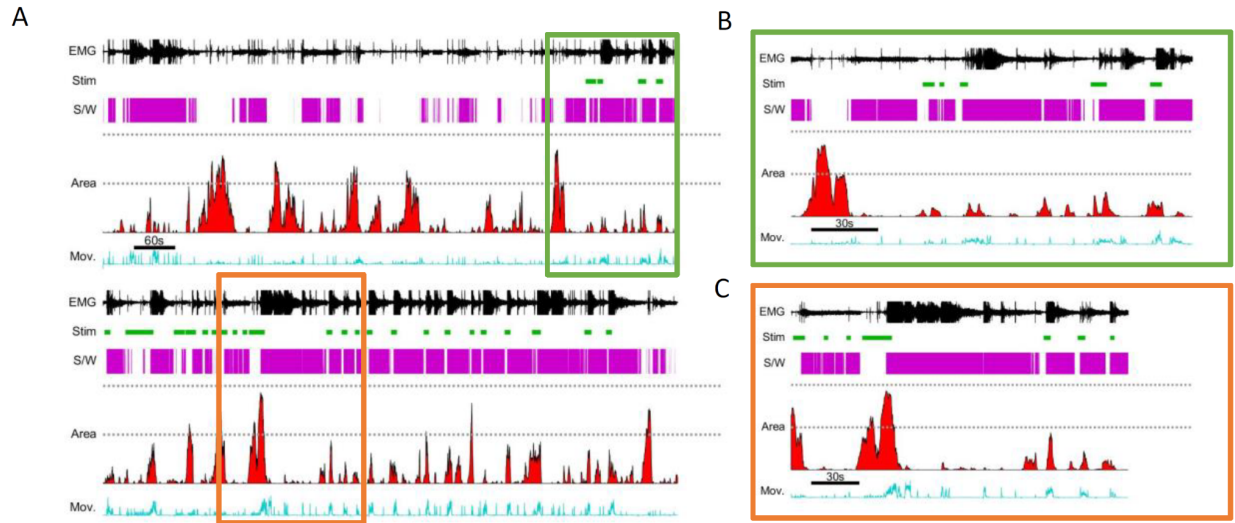 A
EMG
Stim
S/W
Area
60s
Mov.
EMG
Stim
S/W
Area
Mov.
B
EMG
Stim
S/W
Area
30s
Mov.
C
EMG
Stim
S/W
Area
30s
Mov.